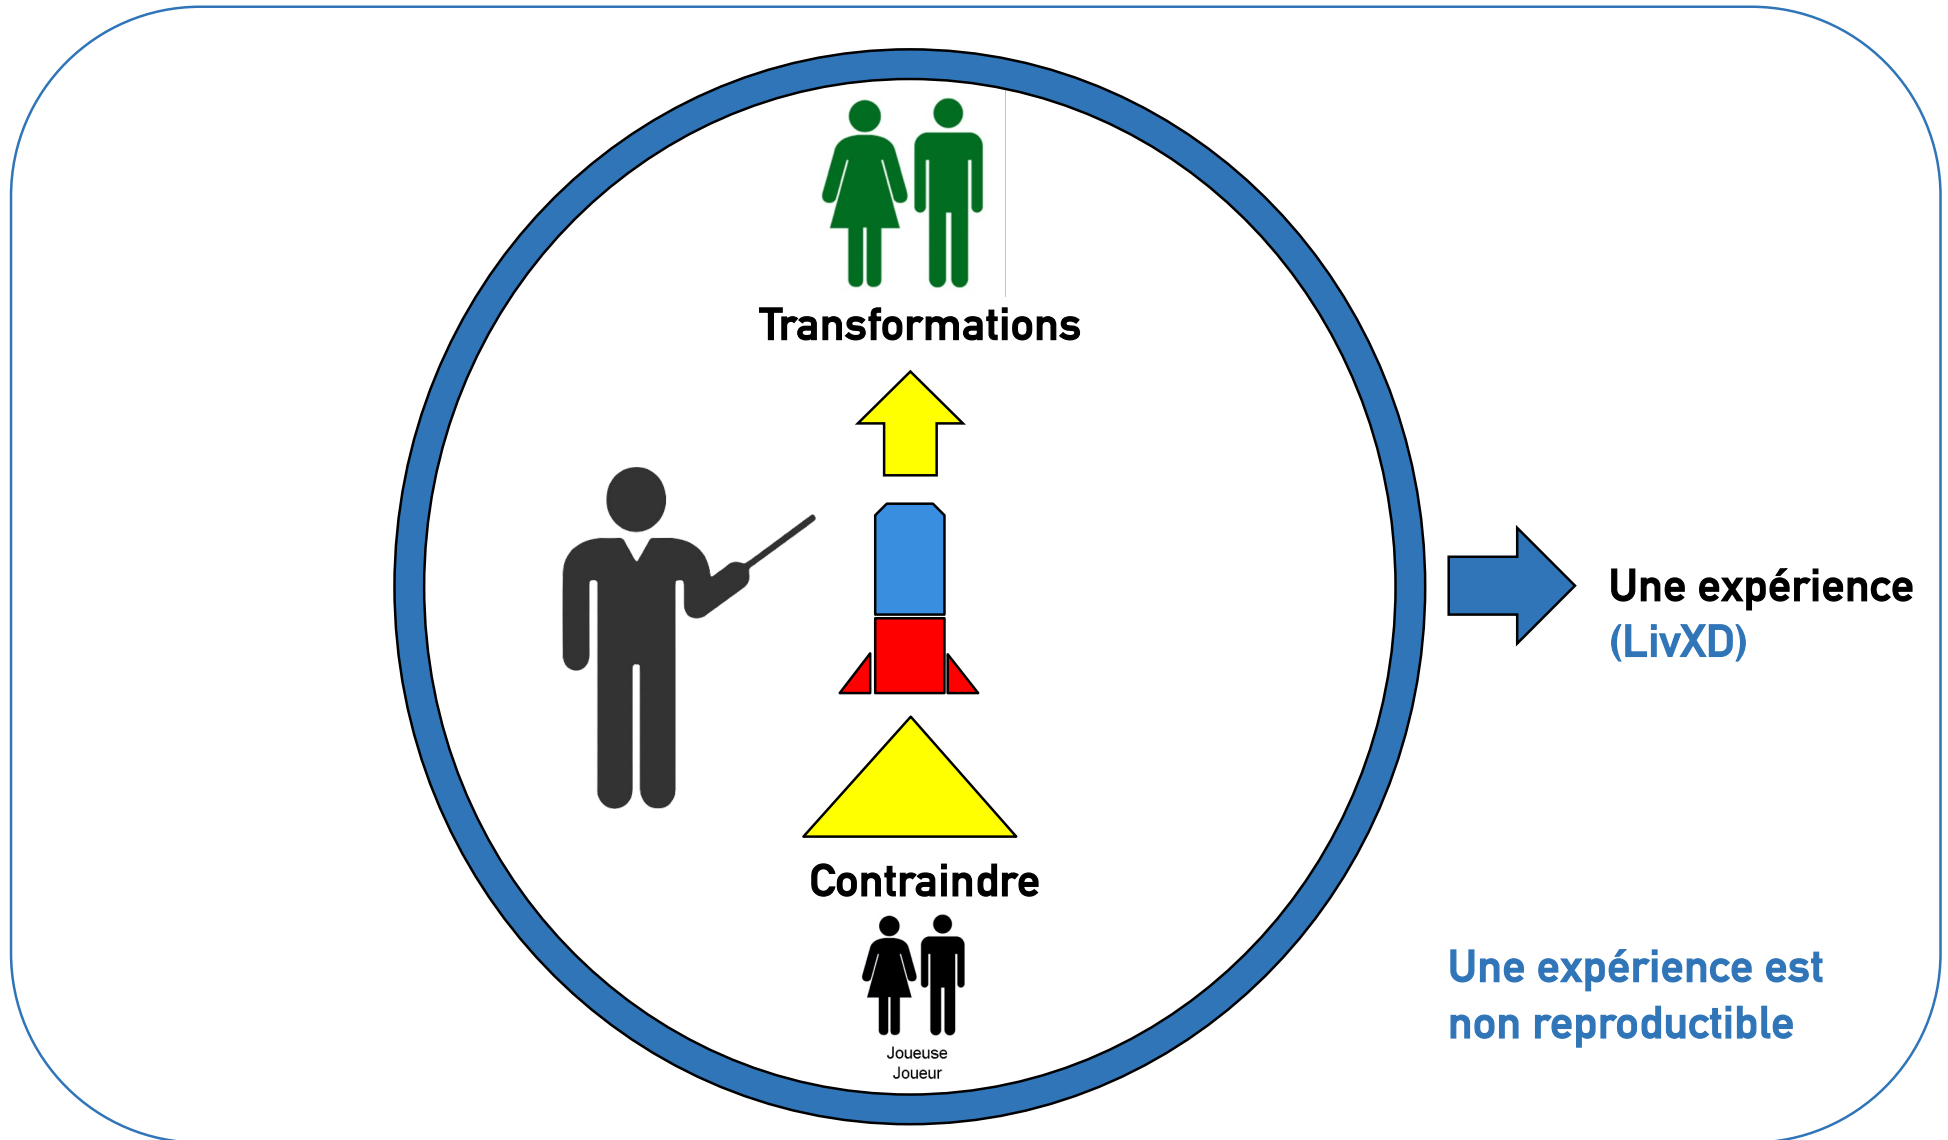 Transformations
Une expérience
(LivXD)
Contraindre
Joueuse
Joueur
Une expérience est
non reproductible